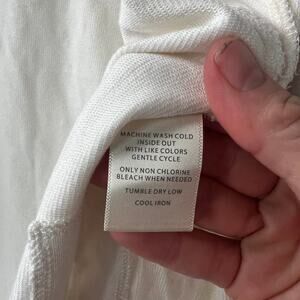 MACHINE WASH COLD
INSIDE OUT
WITH LIKE COLORS
GENTLE CYCLE
ONLY NON CHLORINE
BLEACH WHEN NEEDED
TUMBLE DRY LOW
COOL IRON